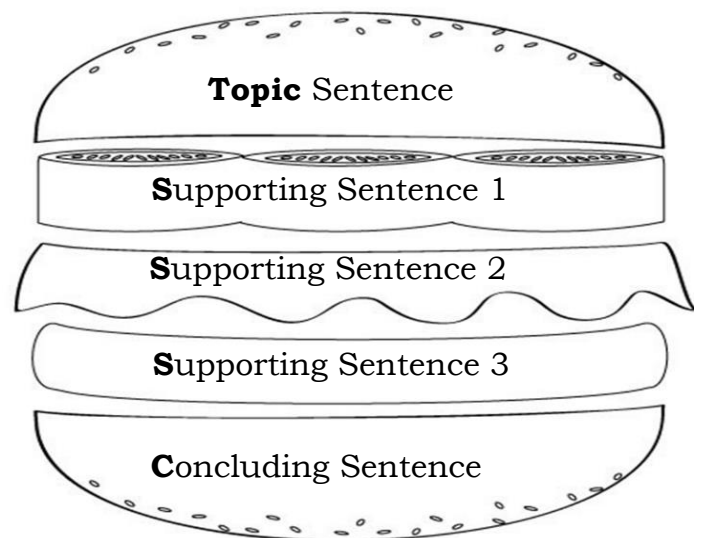 Topic Sentence
Supporting Sentence 1
Supporting Sentence 2
Supporting Sentence 3
Concluding Sentence